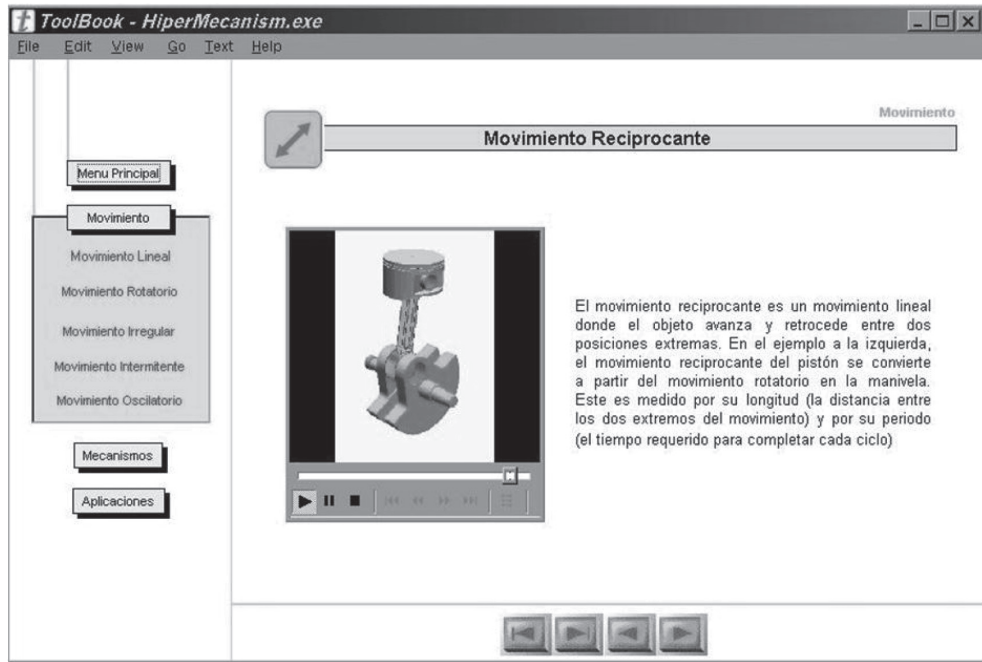 ToolBook - HiperMecanism.exe
File Edit View Go Text Help
Movimiento
Movimiento Reciprocante
Menu Principal
Movimiento
Movimiento Lineal
Movimiento Rotatorio
Movimiento Irregular
Movimiento Intermitente
Movimiento Oscilatorio
Mecanismos
Aplicaciones
El movimiento reciprocante es un movimiento lineal
donde el objeto avanza y retrocede entre dos
posiciones extremas. En el ejemplo a la izquierda,
el movimiento reciprocante del pistón se convierte
a partir del movimiento rotatorio en la manivela.
Este es medido por su longitud (la distancia entre
los dos extremos del movimiento) y por su periodo
(el tiempo requerido para completar cada ciclo)